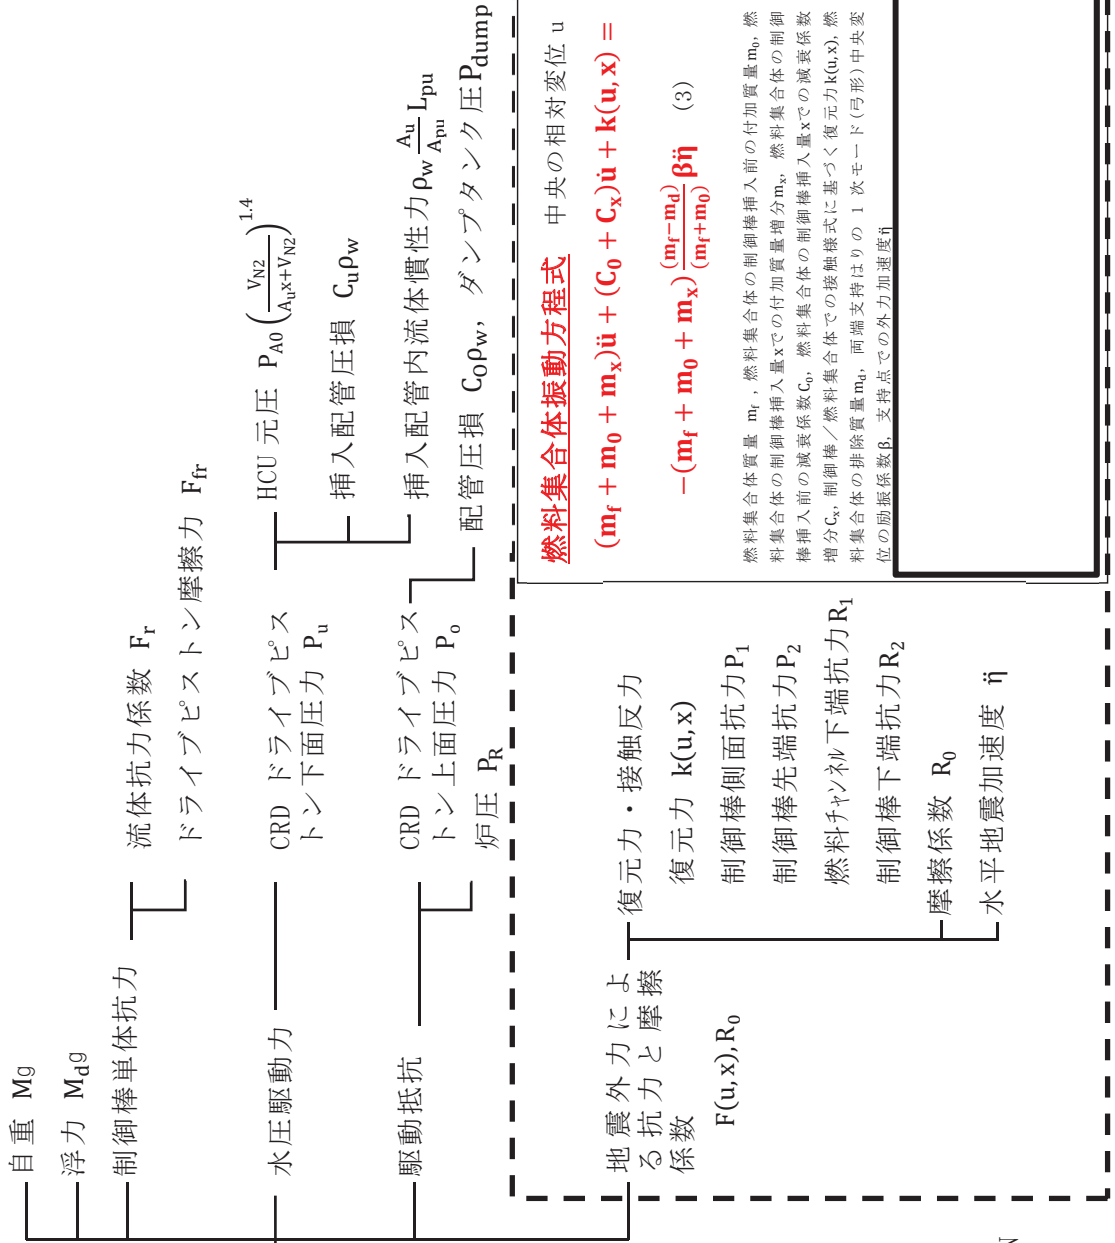 自重 Mg
浮力 M_dg
制御棒単体抗力
流体抗力係数 F_r
ドライブピストン摩擦力 F_fr
水圧駆動力
CRD ドライブピス
トン下面圧力 P_u
HCU 元圧 P_A0(V_N2/(A_ux+V_N2))^1.4
挿入配管圧損 C_uρ_w
挿入配管内流体慣性力ρ_w A_u/A_pu L_pu
駆動抵抗
CRD ドライブピス
トン上面圧力 P_o
配管圧損 C_Oρ_w, ダンプタンク圧P_dump
炉圧 P_R
地震外力によ
る抗力と摩擦
係数
F(u,x),R_0
復元力・接触反力
復元力 k(u,x)
制御棒側面抗力P_1
制御棒先端抗力P_2
燃料チャンネル下端抗力R_1
制御棒下端抗力R_2
摩擦係数 R_0
水平地震加速度 η̈
燃料集合体振動方程式 中央の相対変位 u
(m_f + m_0 + m_x)ü + (C_0 + C_x)u̇ + k(u,x) =
−(m_f + m_0 + m_x)(m_f−m_d)/(m_f+m_0)βη̈ (3)
燃料集合体質量 m_f，燃料集合体の制御棒挿入前の付加質量m_0，燃
料集合体の制御棒挿入量xでの付加質量増分m_x，燃料集合体の制御
棒挿入前の減衰係数C_0，燃料集合体の制御棒挿入量xでの減衰係数
増分C_x，制御棒／燃料集合体での接触様式に基づく復元力k(u,x)，燃
料集合体の排除質量m_d，両端支持はりの 1 次モード(弓形)中央変
位の励振係数β，支持点での外力加速度η̈
N